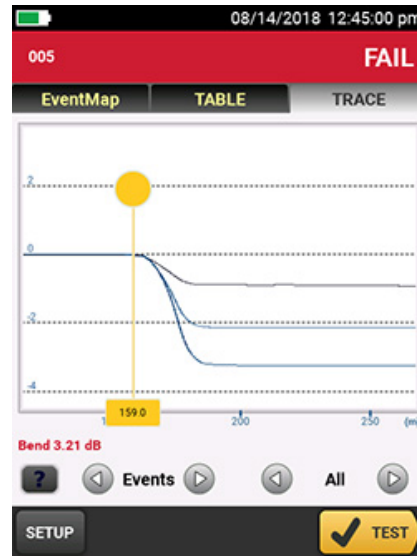 08/14/2018 12:45:00 pm
005
FAIL
EventMap
TABLE
TRACE
2
0
-2
-4
159.0
200
250
(m
Bend 3.21 dB
?
Events
All
SETUP
TEST